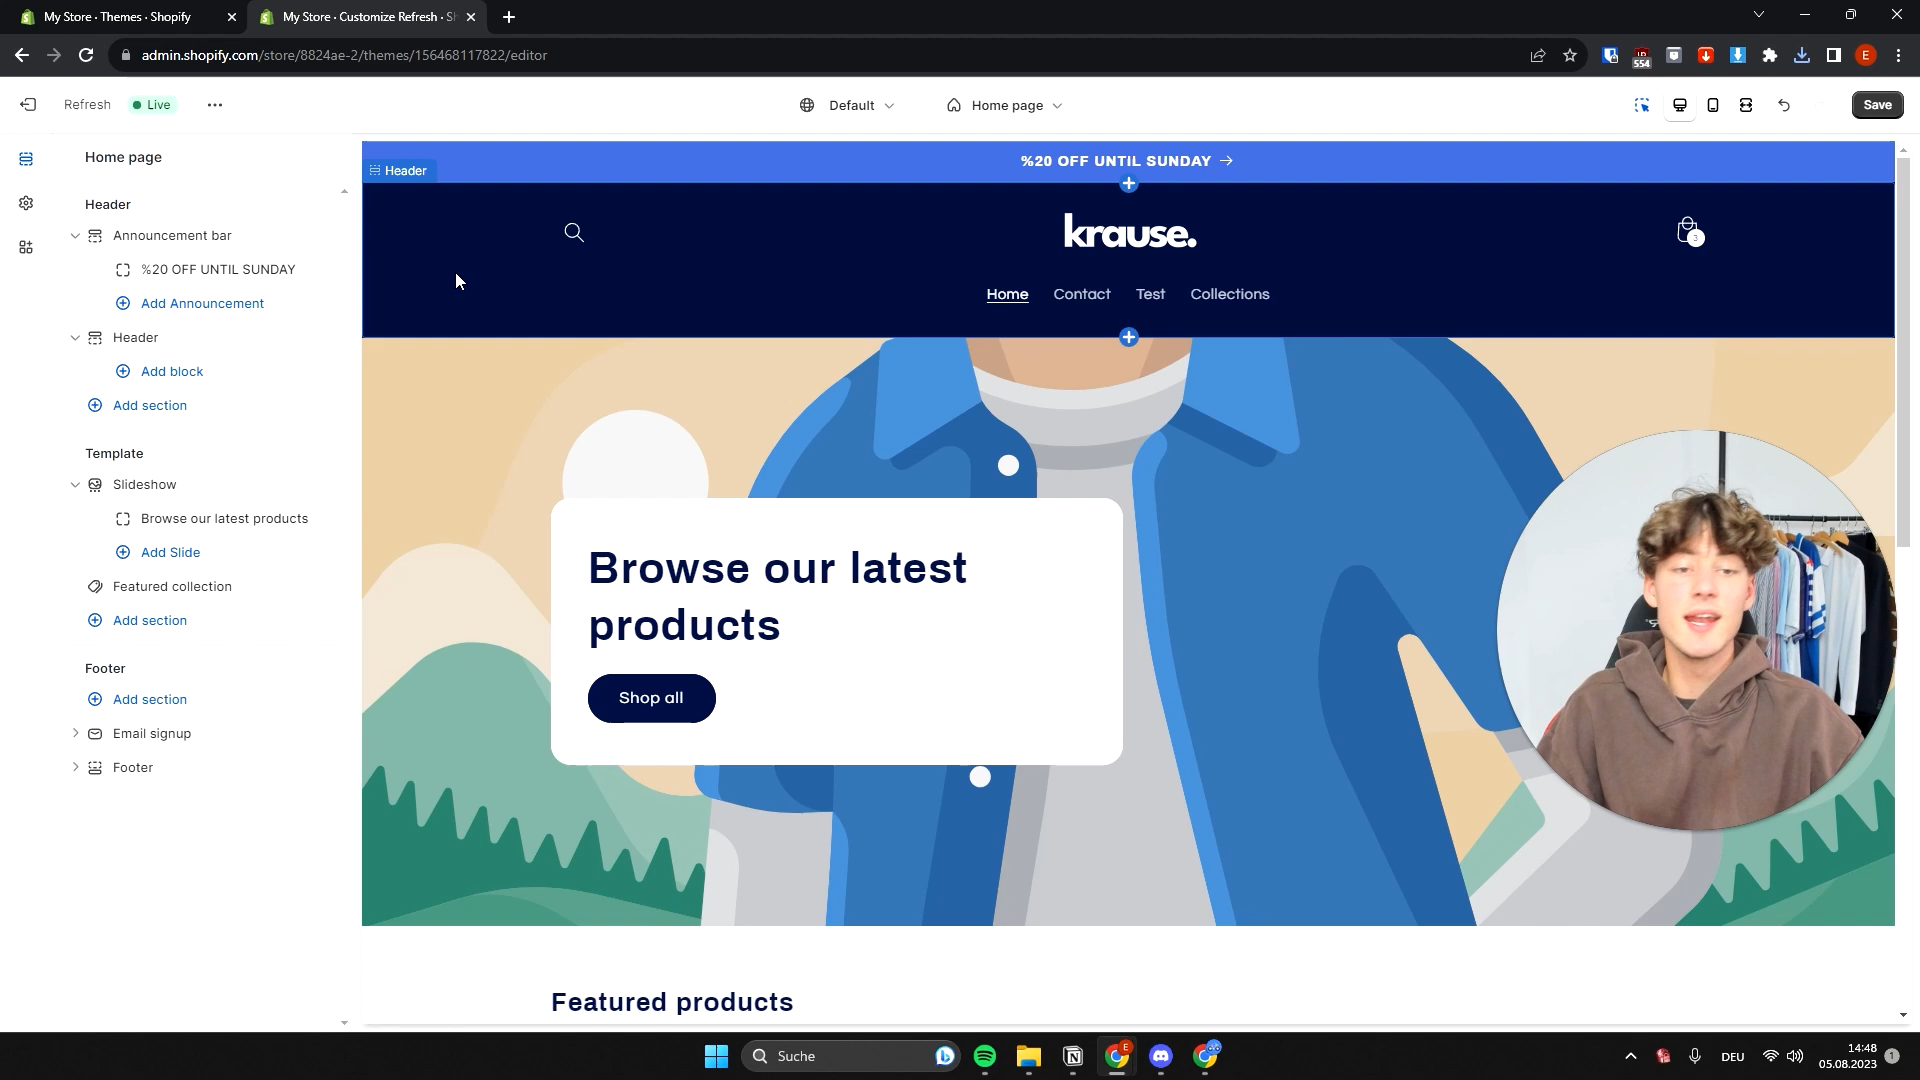 My Store · Themes · Shopify
My Store · Customize Refresh · Sh
admin.shopify.com/store/8824ae-2/themes/156468117822/editor
554
E
Refresh
Live
Default
Home page
Save
Home page
Header
Announcement bar
%20 OFF UNTIL SUNDAY
Add Announcement
Header
Add block
Add section
Template
Slideshow
Browse our latest products
Add Slide
Featured collection
Add section
Footer
Add section
Email signup
Footer
%20 OFF UNTIL SUNDAY →
Header
krause.
3
Home
Contact
Test
Collections
Browse our latest
products
Shop all
Featured products
Suche
E
DEU
14:48
05.08.2023
1